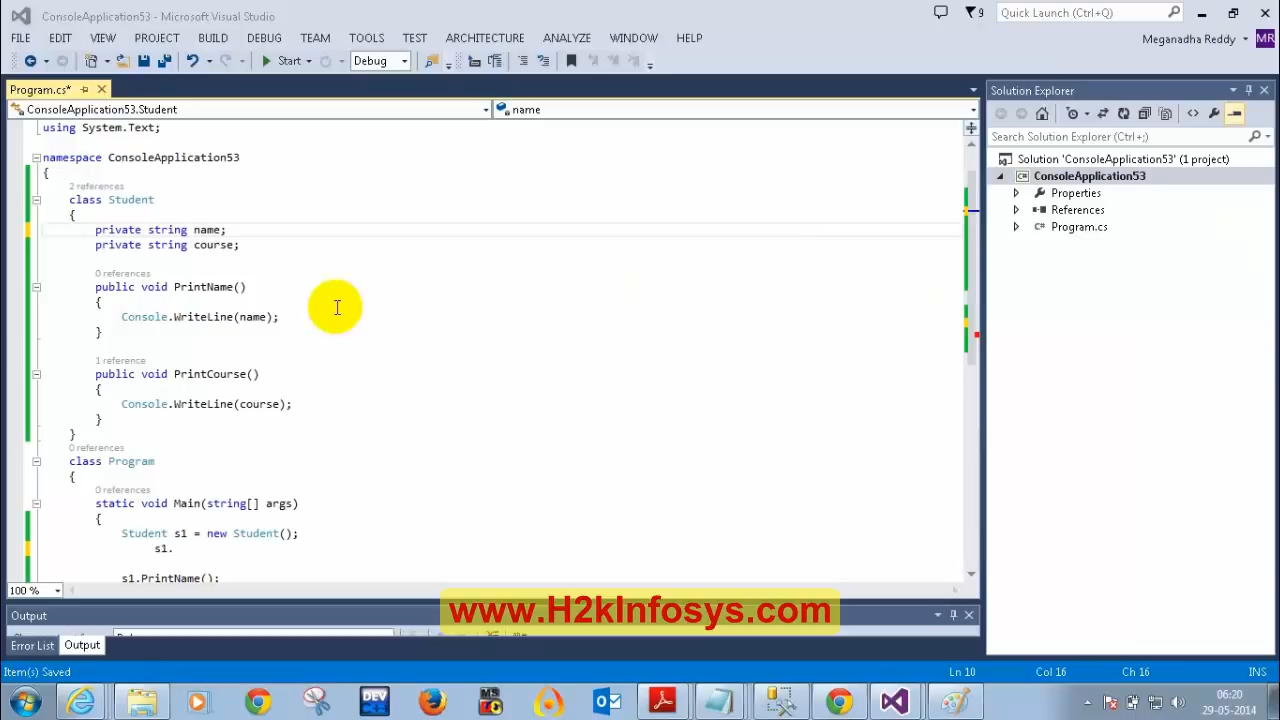 ConsoleApplication53 - Microsoft Visual Studio
9
Quick Launch (Ctrl+Q)
FILE EDIT VIEW PROJECT BUILD DEBUG TEAM TOOLS TEST ARCHITECTURE ANALYZE WINDOW HELP
Meganadha Reddy MR
Start Debug
Program.cs*
ConsoleApplication53.Student
name
using System.Text;
namespace ConsoleApplication53
{
2 references
class Student
{
private string name;
private string course;
0 references
public void PrintName()
{
Console.WriteLine(name);
}
1 reference
public void PrintCourse()
{
Console.WriteLine(course);
}
}
0 references
class Program
{
0 references
static void Main(string[] args)
{
Student s1 = new Student();
s1.
s1.PrintName();
100 %
Solution Explorer
Search Solution Explorer (Ctrl+;)
Solution 'ConsoleApplication53' (1 project)
ConsoleApplication53
Properties
References
Program.cs
Output
www.H2kInfosys.com
Error List Output
Item(s) Saved
Ln 10 Col 16 Ch 16 INS
DEV
MS
06:20
29-05-2014